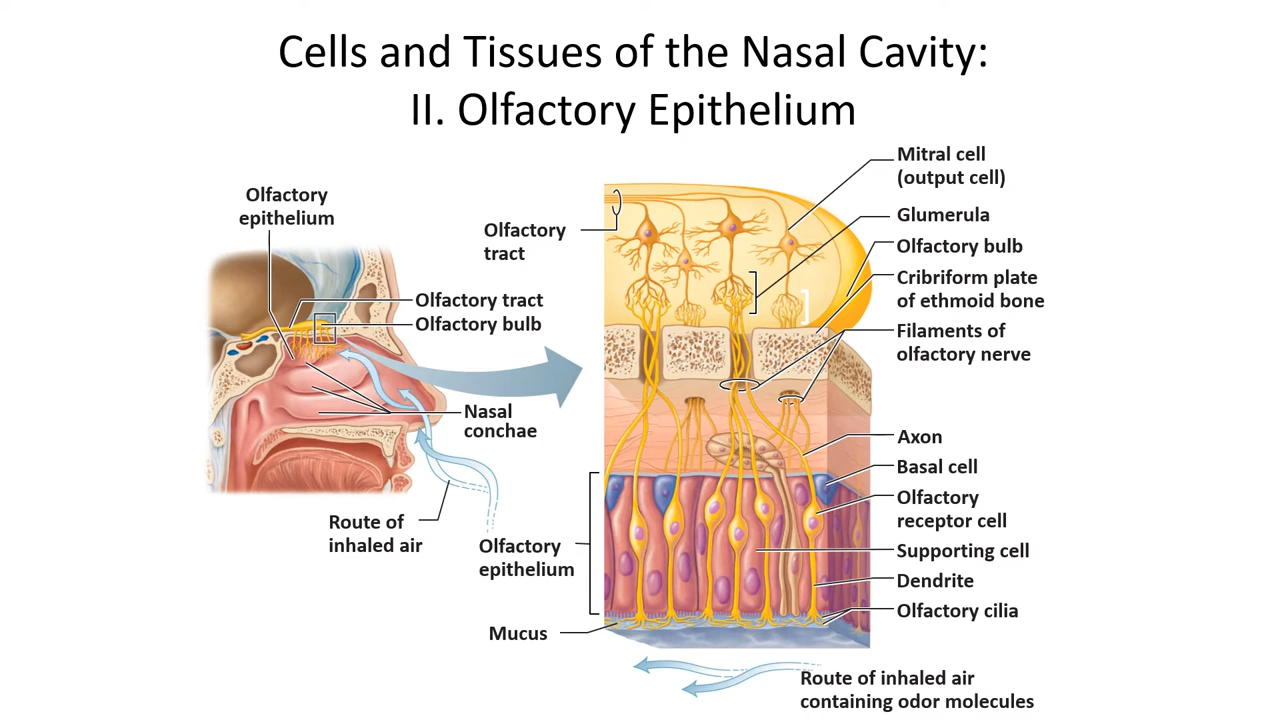 Cells and Tissues of the Nasal Cavity:
II. Olfactory Epithelium
Olfactory
epithelium
Olfactory tract
Olfactory bulb
Nasal
conchae
Route of
inhaled air
Olfactory
tract
Olfactory
epithelium
Mucus
Mitral cell
(output cell)
Glumerula
Olfactory bulb
Cribriform plate
of ethmoid bone
Filaments of
olfactory nerve
Axon
Basal cell
Olfactory
receptor cell
Supporting cell
Dendrite
Olfactory cilia
Route of inhaled air
containing odor molecules